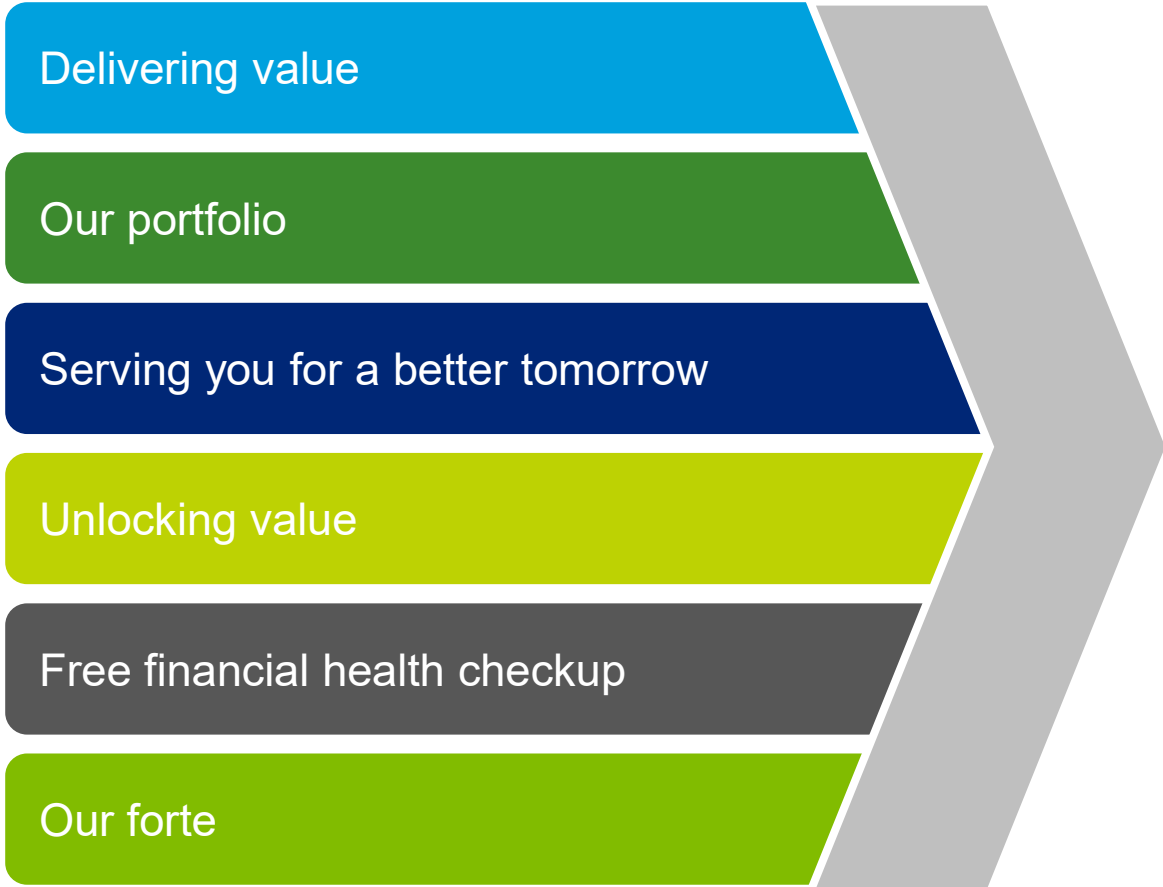 Delivering value
Our portfolio
Serving you for a better tomorrow
Unlocking value
Free financial health checkup
Our forte